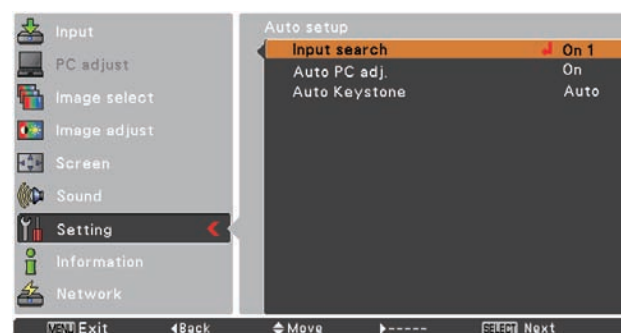 Input
PC adjust
Image select
Image adjust
Screen
Sound
Setting
Information
Network
Auto setup
Input search On 1
Auto PC adj. On
Auto Keystone Auto
MENU Exit ◄Back Move ►----- SELECT Next